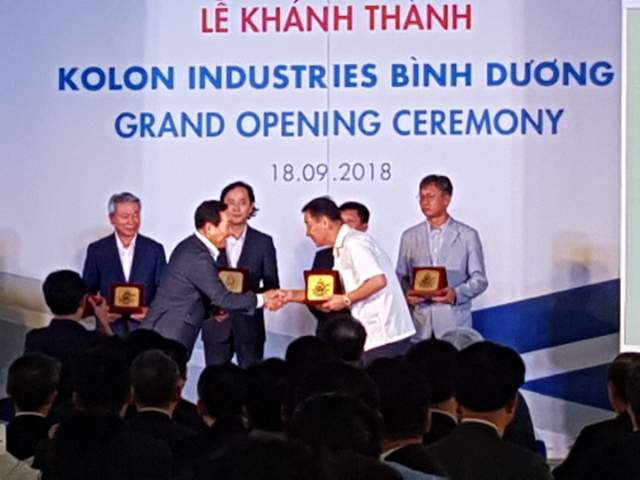 LỄ KHÁNH THÀNH
KOLON INDUSTRIES BÌNH DƯƠNG
GRAND OPENING CEREMONY
18.09.2018